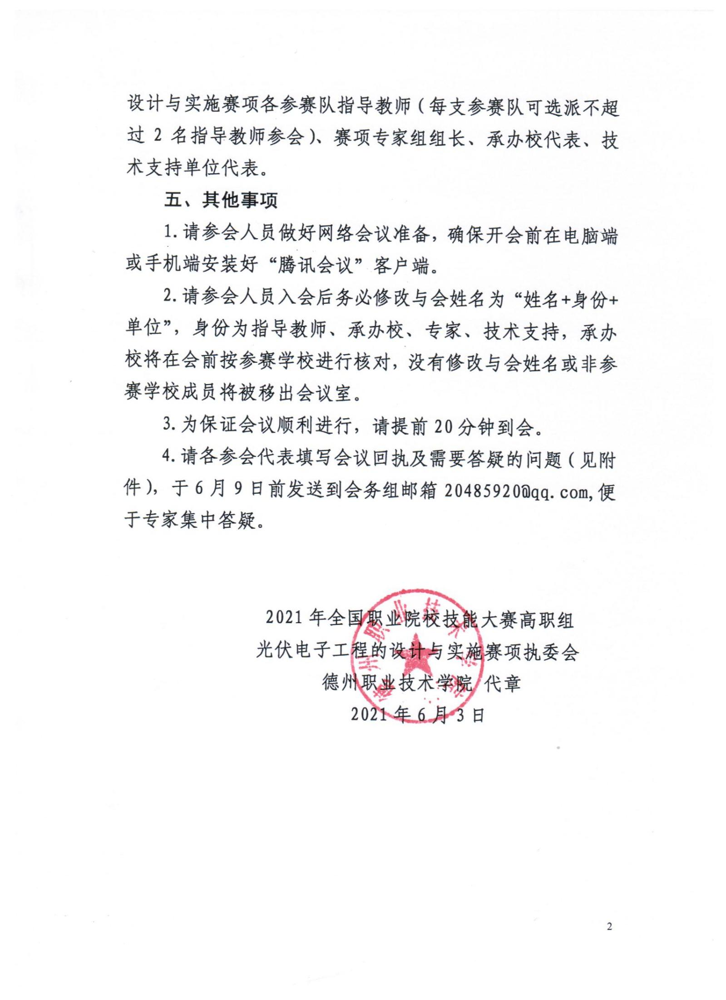 设计与实施赛项各参赛队指导教师（每支参赛队可选派不超
过 2 名指导教师参会）、赛项专家组组长、承办校代表、技
术支持单位代表。
五、其他事项
1.请参会人员做好网络会议准备，确保开会前在电脑端
或手机端安装好“腾讯会议”客户端。
2.请参会人员入会后务必修改与会姓名为“姓名+身份+
单位”，身份为指导教师、承办校、专家、技术支持，承办
校将在会前按参赛学校进行核对，没有修改与会姓名或非参
赛学校成员将被移出会议室。
3.为保证会议顺利进行，请提前 20 分钟到会。
4.请各参会代表填写会议回执及需要答疑的问题（见附
件），于 6 月 9 日前发送到会务组邮箱 20485920@qq.com,便
于专家集中答疑。
2021 年全国职业院校技能大赛高职组
光伏电子工程的设计与实施赛项执委会
德州职业技术学院 代章
2021 年 6 月 3 日
德州职业技术学院
2